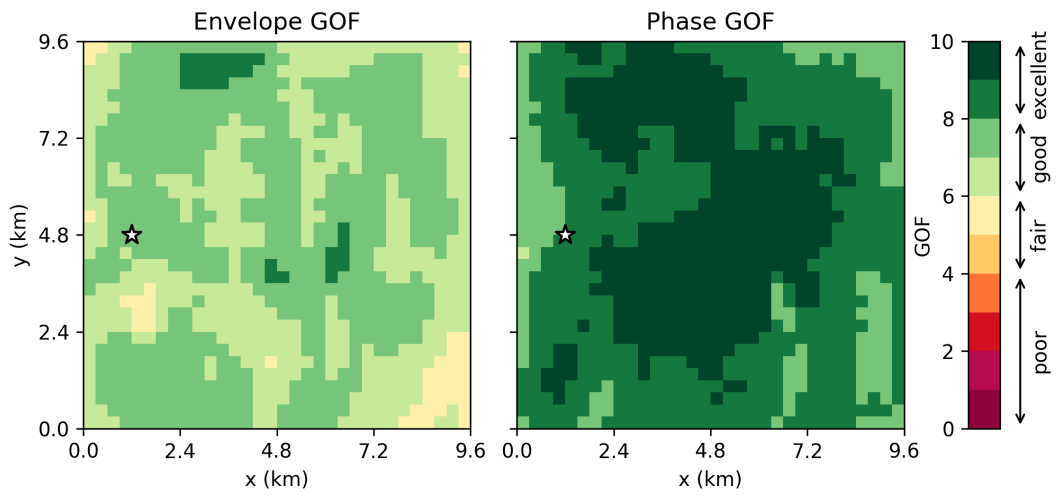 Envelope GOF
Phase GOF
9.6
7.2
4.8
2.4
0.0
y (km)
0.0 2.4 4.8 7.2 9.6
x (km)
0.0 2.4 4.8 7.2 9.6
x (km)
10
8
6
4
2
0
GOF
excellent
good
fair
poor